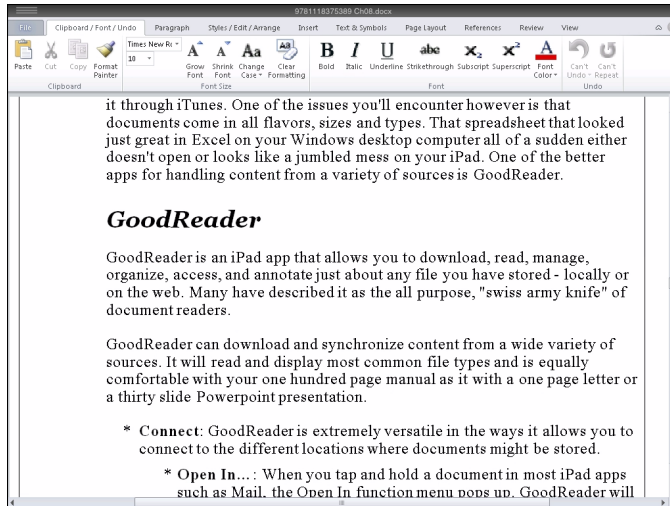 9781118375389 Ch08.docx
File Clipboard / Font / Undo Paragraph Styles / Edit / Arrange Insert Text & Symbols Page Layout References Review View
Times New Ro
10
Paste Cut Copy Format Painter Grow Font Shrink Font Change Case Clear Formatting Bold Italic Underline Strikethrough Subscript Superscript Font Color Can't Undo Can't Repeat
Clipboard Font Size Font Undo
it through iTunes. One of the issues you'll encounter however is that
documents come in all flavors, sizes and types. That spreadsheet that looked
just great in Excel on your Windows desktop computer all of a sudden either
doesn't open or looks like a jumbled mess on your iPad. One of the better
apps for handling content from a variety of sources is GoodReader.
GoodReader
GoodReader is an iPad app that allows you to download, read, manage,
organize, access, and annotate just about any file you have stored - locally or
on the web. Many have described it as the all purpose, "swiss army knife" of
document readers.
GoodReader can download and synchronize content from a wide variety of
sources. It will read and display most common file types and is equally
comfortable with your one hundred page manual as it with a one page letter or
a thirty slide Powerpoint presentation.
* Connect: GoodReader is extremely versatile in the ways it allows you to
connect to the different locations where documents might be stored.
* Open In... : When you tap and hold a document in most iPad apps
such as Mail, the Open In function menu pops up. GoodReader will